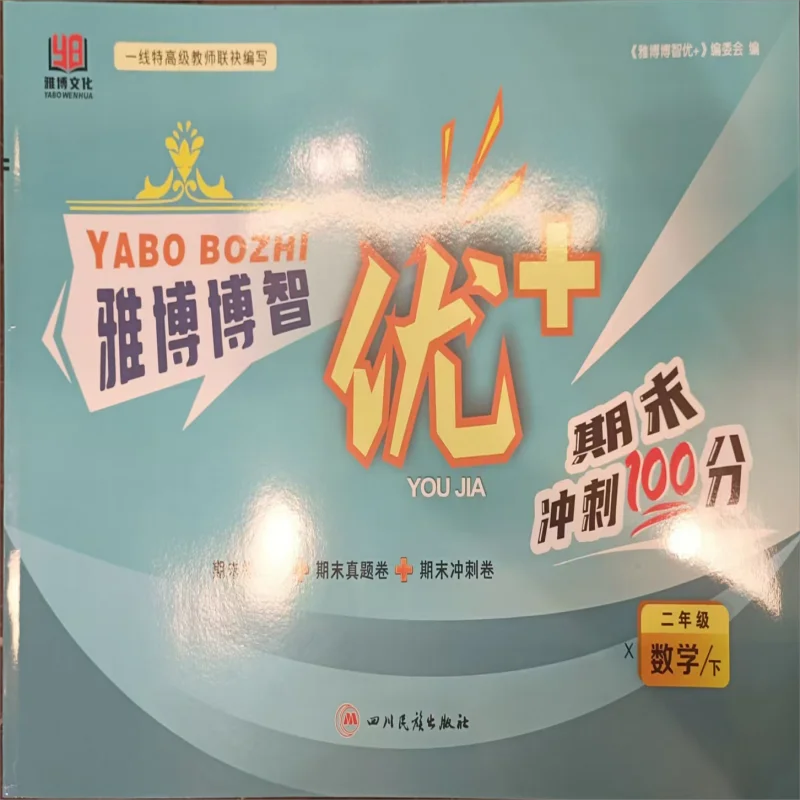 雅博文化
YABOWENHUA
一线特高级教师联袂编写
《雅博博智优+》编委会 编
YABO BOZHI
雅博博智
优+
YOU JIA
期末
冲刺100分
期末真题卷+期末冲刺卷
二年级
X
数学/下
四川民族出版社